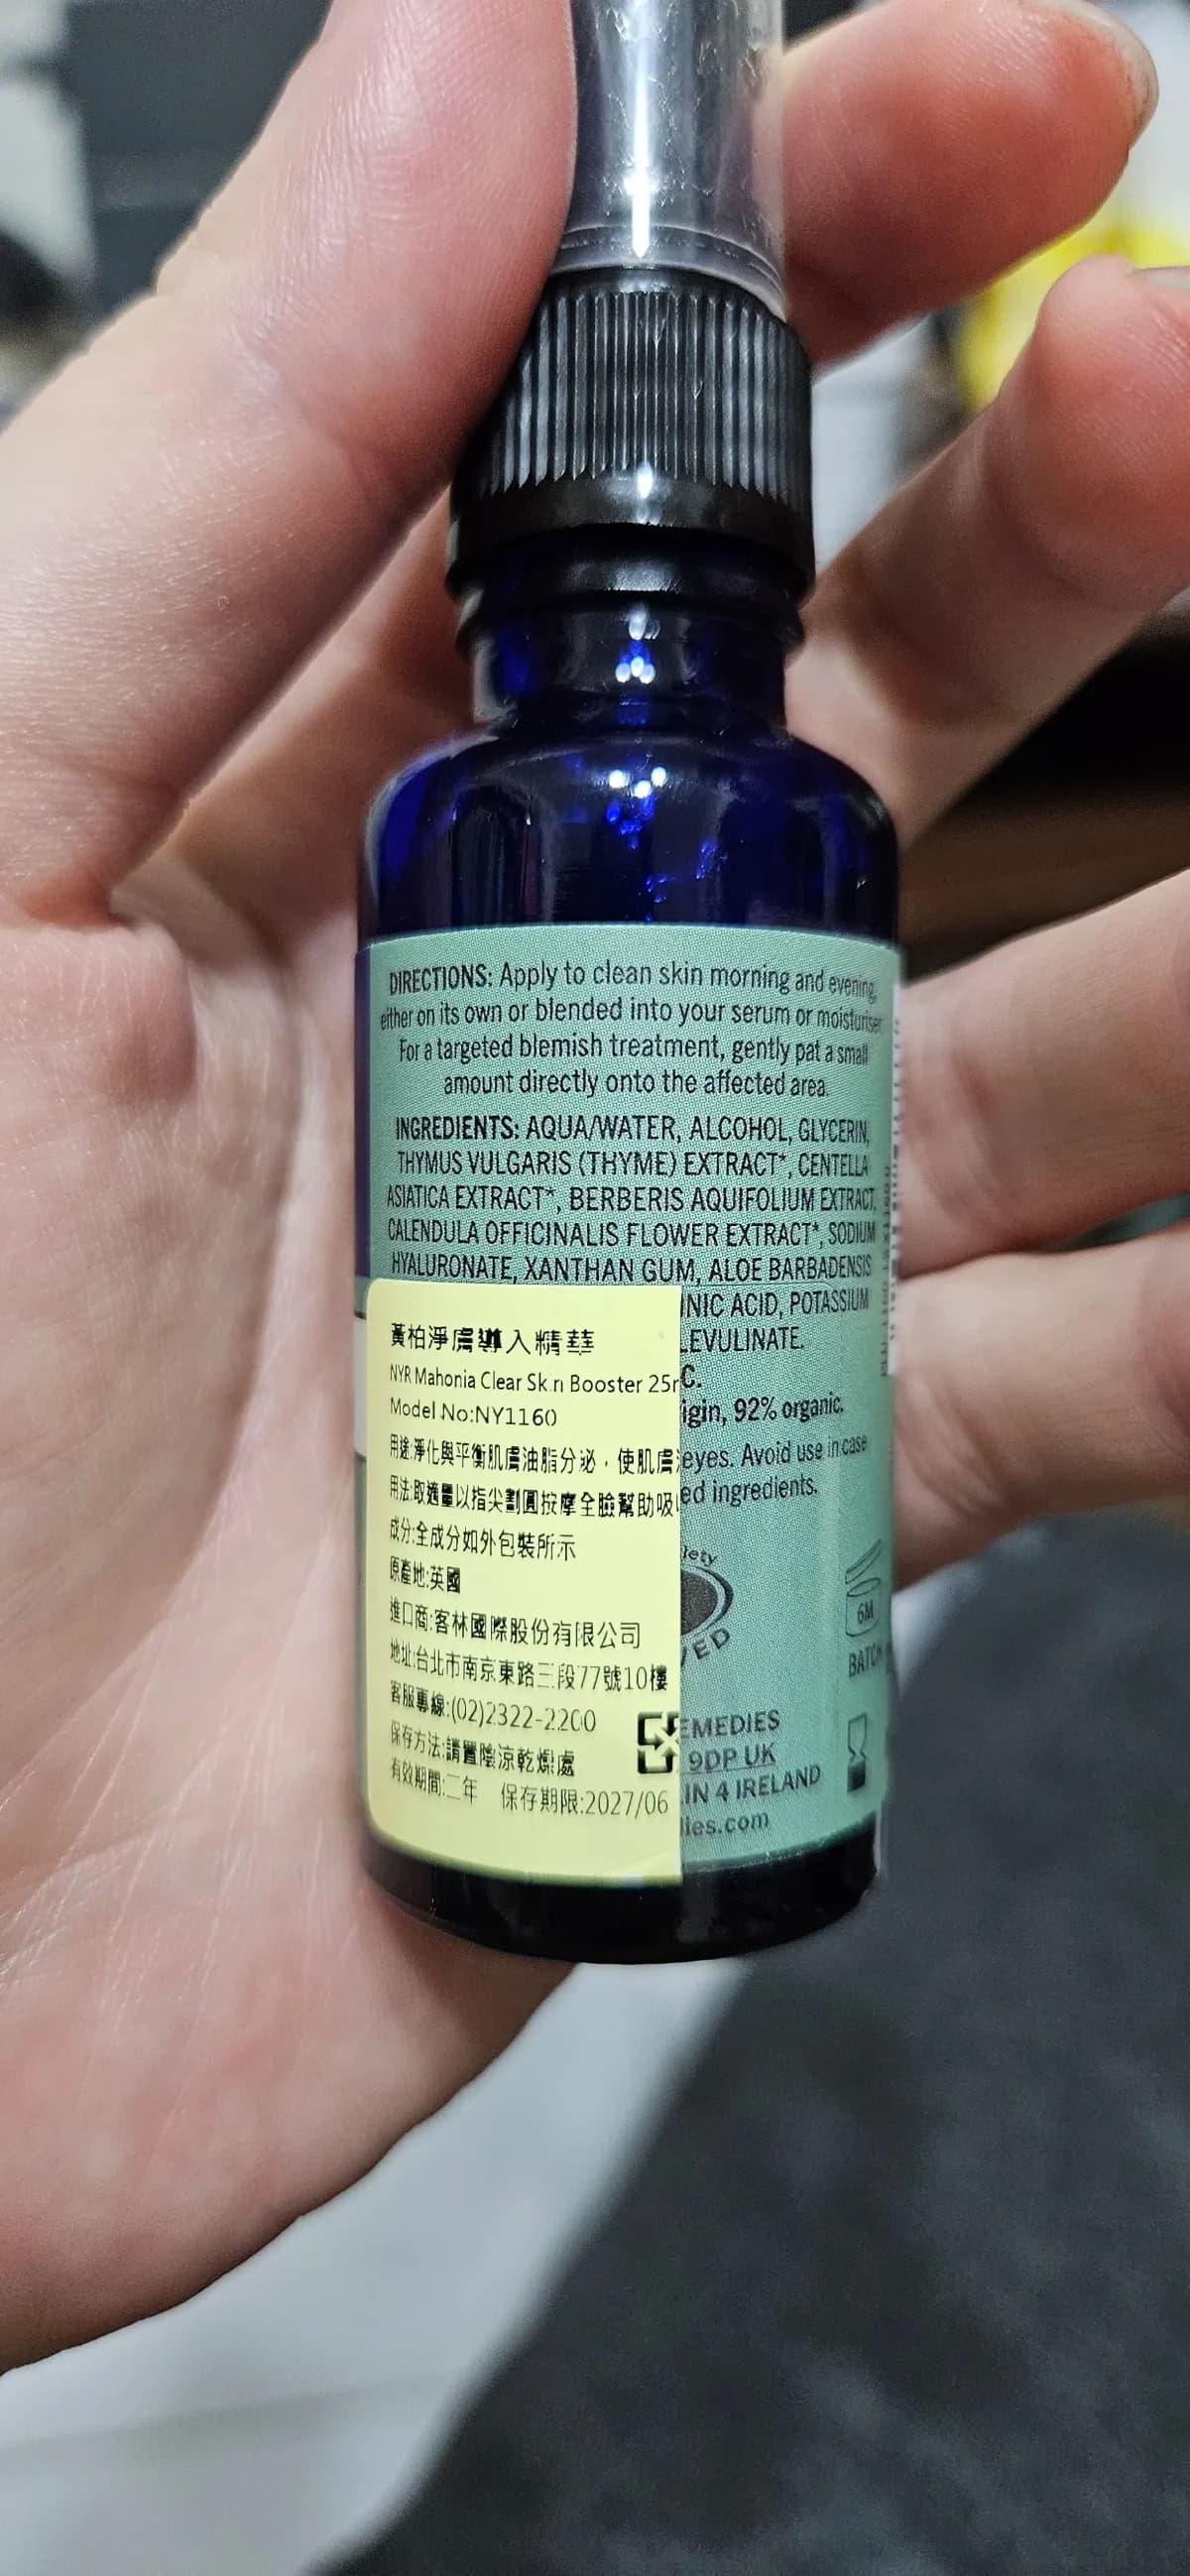 DIRECTIONS: Apply to clean skin morning and evening,
either on its own or blended into your serum or moisturiser
For a targeted blemish treatment, gently pat a small
amount directly onto the affected area.
INGREDIENTS: AQUA/WATER, ALCOHOL, GLYCERIN,
THYMUS VULGARIS (THYME) EXTRACT*, CENTELLA
ASIATICA EXTRACT*, BERBERIS AQUIFOLIUM EXTRACT,
CALENDULA OFFICINALIS FLOWER EXTRACT*, SODIUM
HYALURONATE, XANTHAN GUM, ALOE BARBADENSIS
INIC ACID, POTASSIUM
LEVULINATE.
C.
igin, 92% organic.
eyes. Avoid use in case
ed ingredients.
iety
VED
6M
BATCH
EMEDIES
9DP UK
IN 4 IRELAND
lies.com
黃柏淨膚導入精華
NYR Mahonia Clear Skin Booster 25
Model No:NY1160
用途:淨化與平衡肌膚油脂分泌，使肌膚
用法:取適量以指尖劃圓按摩全臉幫助吸
成分:全成分如外包裝所示
原產地:英國
進口商:客林國際股份有限公司
地址:台北市南京東路三段77號10樓
客服專線:(02)2322-2200
保存方法:請置陰涼乾燥處
有效期間:二年 保存期限:2027/06